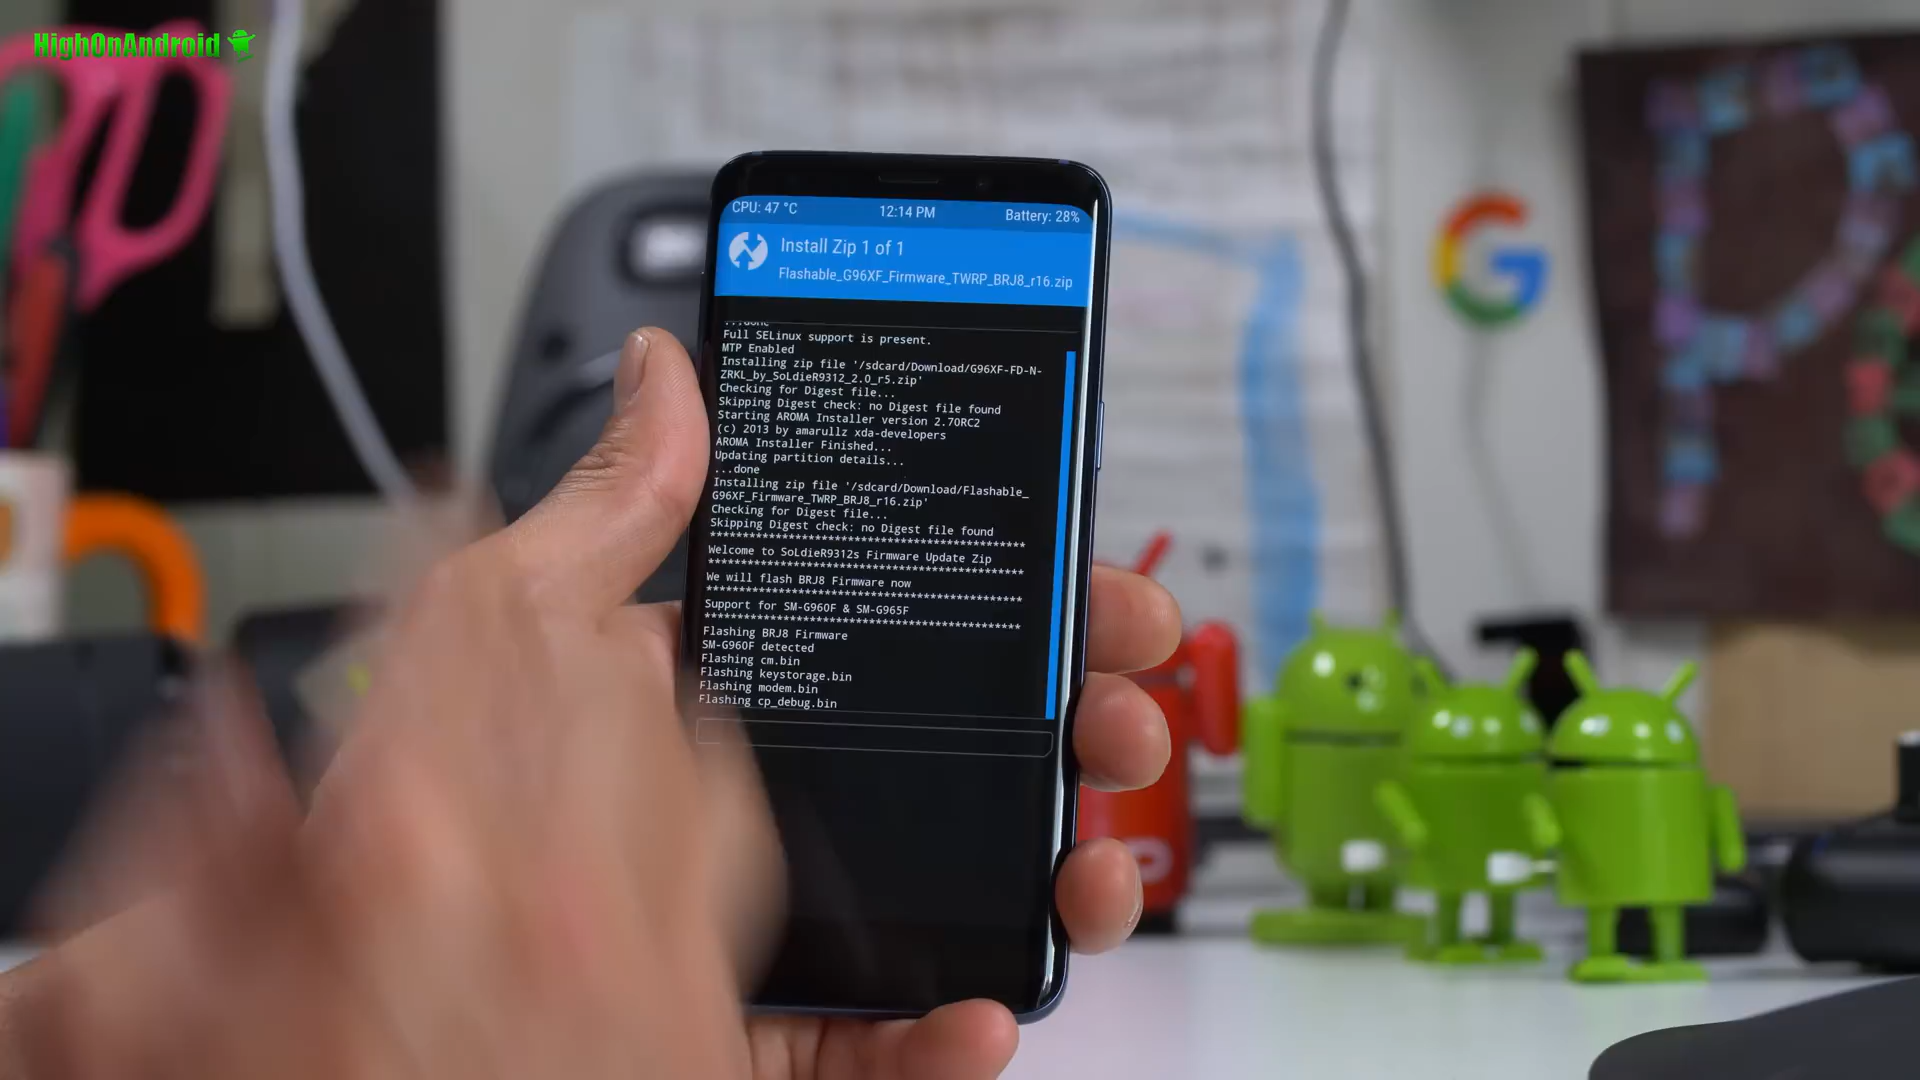 HighOnAndroid
CPU: 47 °C
12:14 PM
Battery: 28%
Install Zip 1 of 1
Flashable_G96XF_Firmware_TWRP_BRJ8_r16.zip
...done
Full SELinux support is present.
MTP Enabled
Installing zip file '/sdcard/Download/G96XF-FD-N-
ZRKL_by_SoLdieR9312_2.0_r5.zip'
Checking for Digest file...
Skipping Digest check: no Digest file found
Starting AROMA Installer version 2.70RC2
(c) 2013 by amarullz xda-developers
AROMA Installer Finished...
Updating partition details...
...done
Installing zip file '/sdcard/Download/Flashable_
G96XF_Firmware_TWRP_BRJ8_r16.zip'
Checking for Digest file...
Skipping Digest check: no Digest file found
************************************************
Welcome to SoLdieR9312s Firmware Update Zip
************************************************
We will flash BRJ8 Firmware now
************************************************
Support for SM-G960F & SM-G965F
************************************************
Flashing BRJ8 Firmware
SM-G960F detected
Flashing cm.bin
Flashing keystorage.bin
Flashing modem.bin
Flashing cp_debug.bin
G